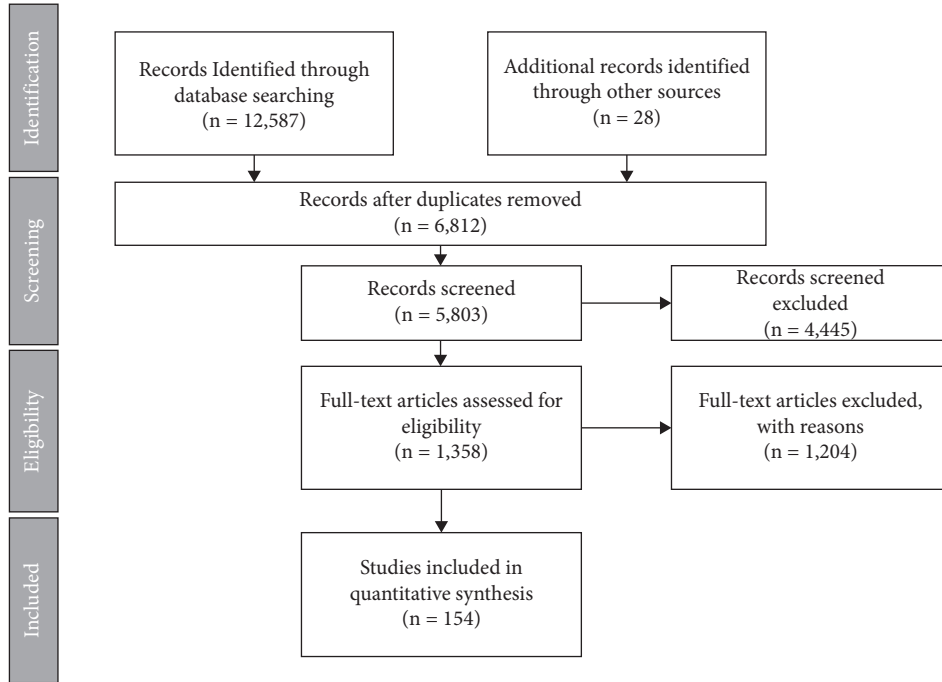 Identification
Records Identified through
database searching
(n = 12,587)
Additional records identified
through other sources
(n = 28)
Screening
Records after duplicates removed
(n = 6,812)
Records screened
(n = 5,803)
Records screened
excluded
(n = 4,445)
Eligibility
Full-text articles assessed for
eligibility
(n = 1,358)
Full-text articles excluded,
with reasons
(n = 1,204)
Included
Studies included in
quantitative synthesis
(n = 154)